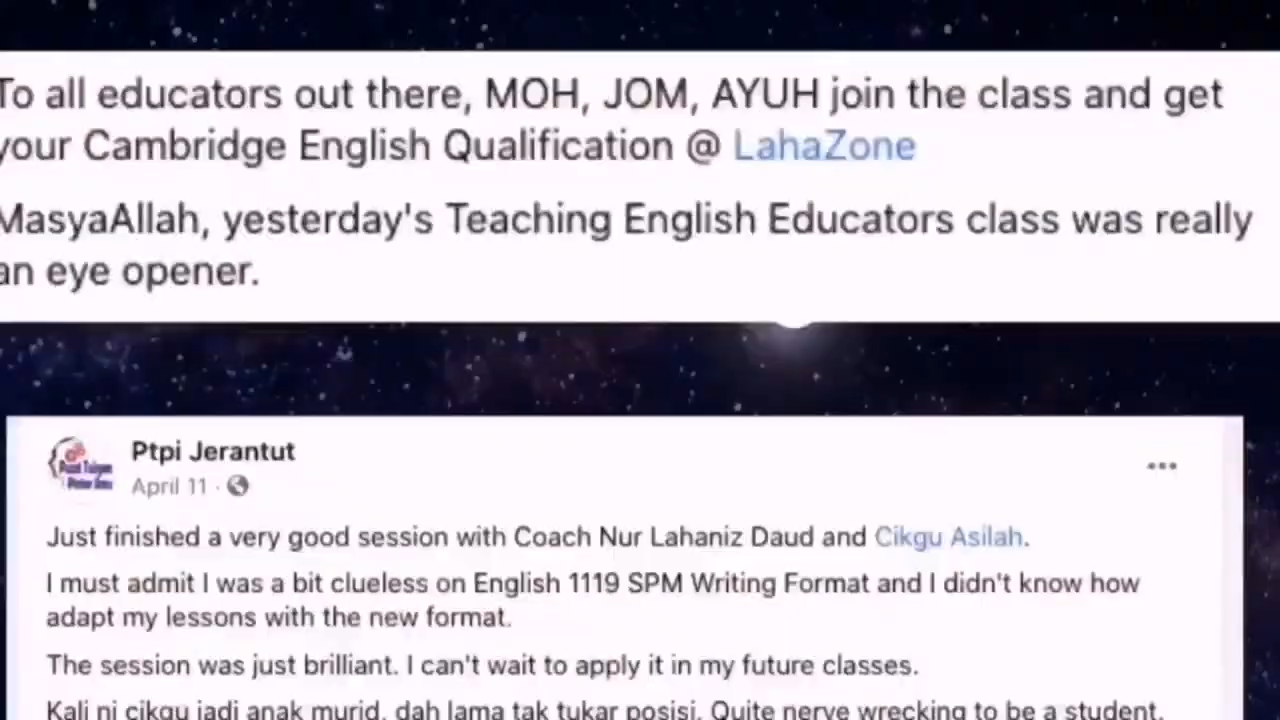 To all educators out there, MOH, JOM, AYUH join the class and get
your Cambridge English Qualification @ LahaZone
MasyaAllah, yesterday's Teaching English Educators class was really
an eye opener.
Ptpi Jerantut
April 11 ·
Just finished a very good session with Coach Nur Lahaniz Daud and Cikgu Asilah.
I must admit I was a bit clueless on English 1119 SPM Writing Format and I didn't know how
adapt my lessons with the new format.
The session was just brilliant. I can't wait to apply it in my future classes.
Kali ni cikgu jadi anak murid, dah lama tak tukar posisi. Quite nerve wrecking to be a student.